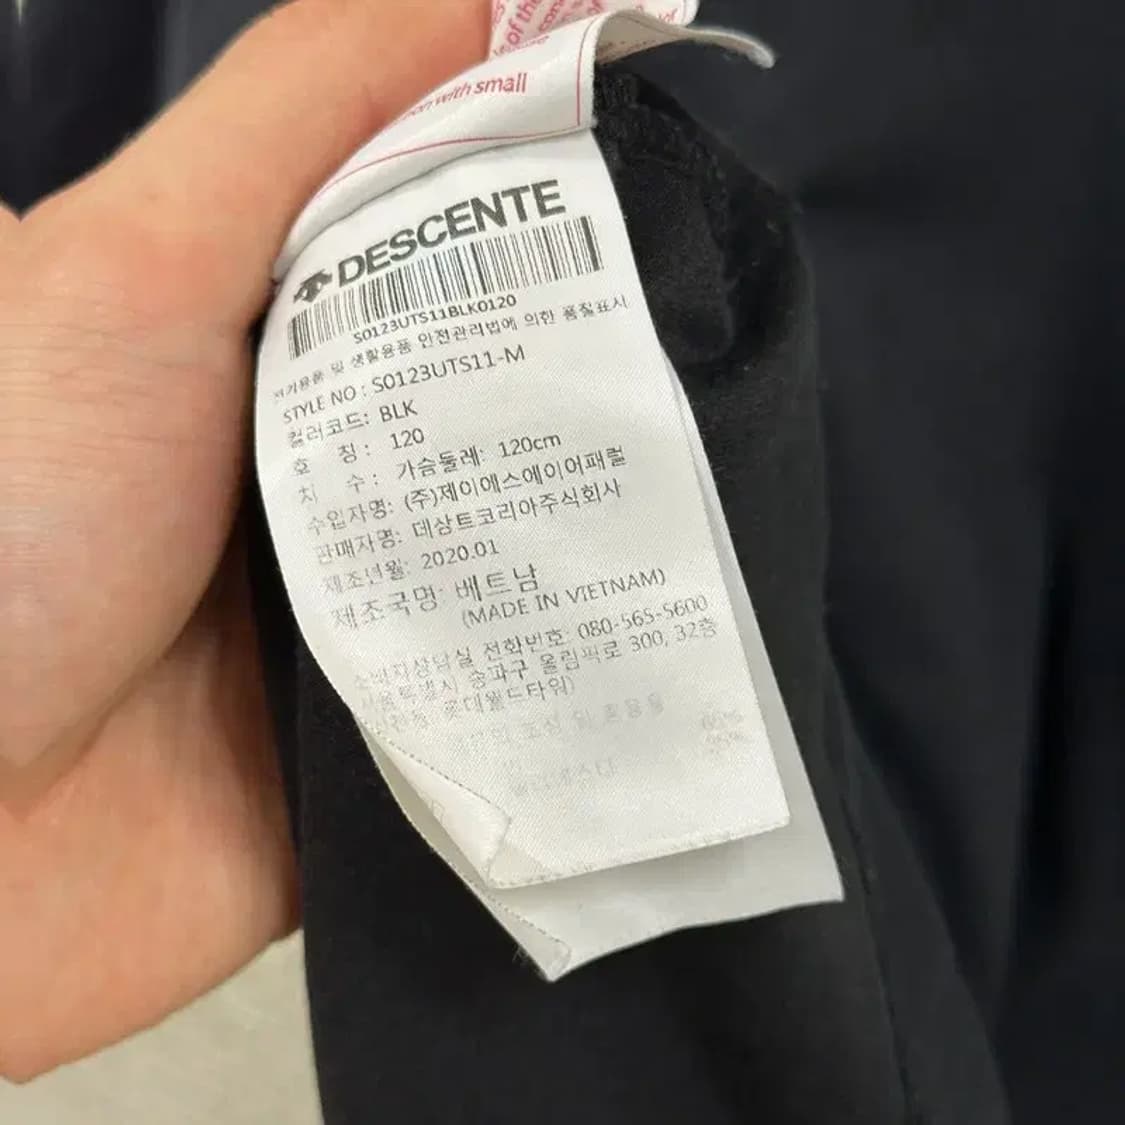 of the
with small
DESCENTE
S0123UTS11BLK0120
전기용품 및 생활용품 안전관리법에 의한 품질표시
STYLE NO : S0123UTS11-M
컬러코드: BLK
호 칭 : 120
치 수 : 가슴둘레: 120cm
수입자명: (주)제이에스에이어패럴
판매자명: 데상트코리아주식회사
제조년월: 2020.01
제조국명: 베트남
(MADE IN VIETNAM)
소비자상담실 전화번호: 080-565-5600
서울특별시 송파구 올림픽로 300, 32층
롯데월드타워)